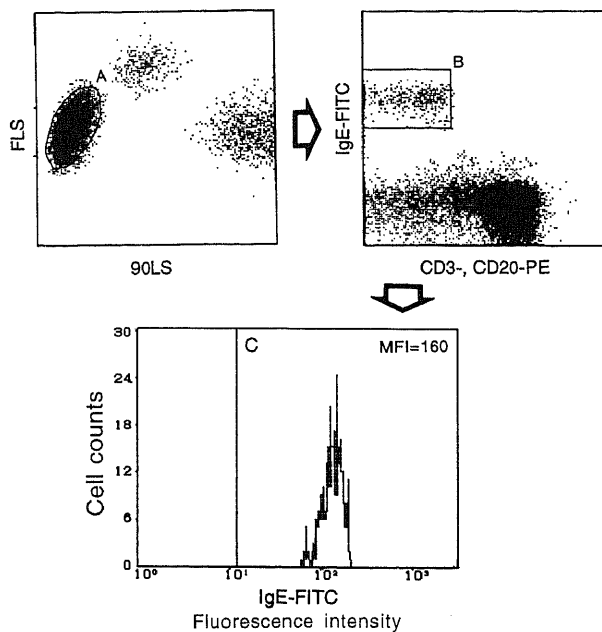 A
FLS
90LS
B
IgE-FITC
CD3-, CD20-PE
30
24
18
12
6
0
Cell counts
C
MFI=160
10⁰
10¹
10²
10³
IgE-FITC
Fluorescence intensity